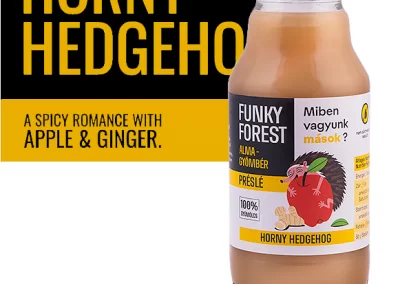 HORNY
HEDGEHO
A SPICY ROMANCE WITH
APPLE & GINGER.
FUNKY
FOREST
ALMA-
GYÖMBÉR
PRÉSLÉ
100%
GYÜMÖLCS
Miben
vagyunk
mások?
HORNY HEDGEHOG